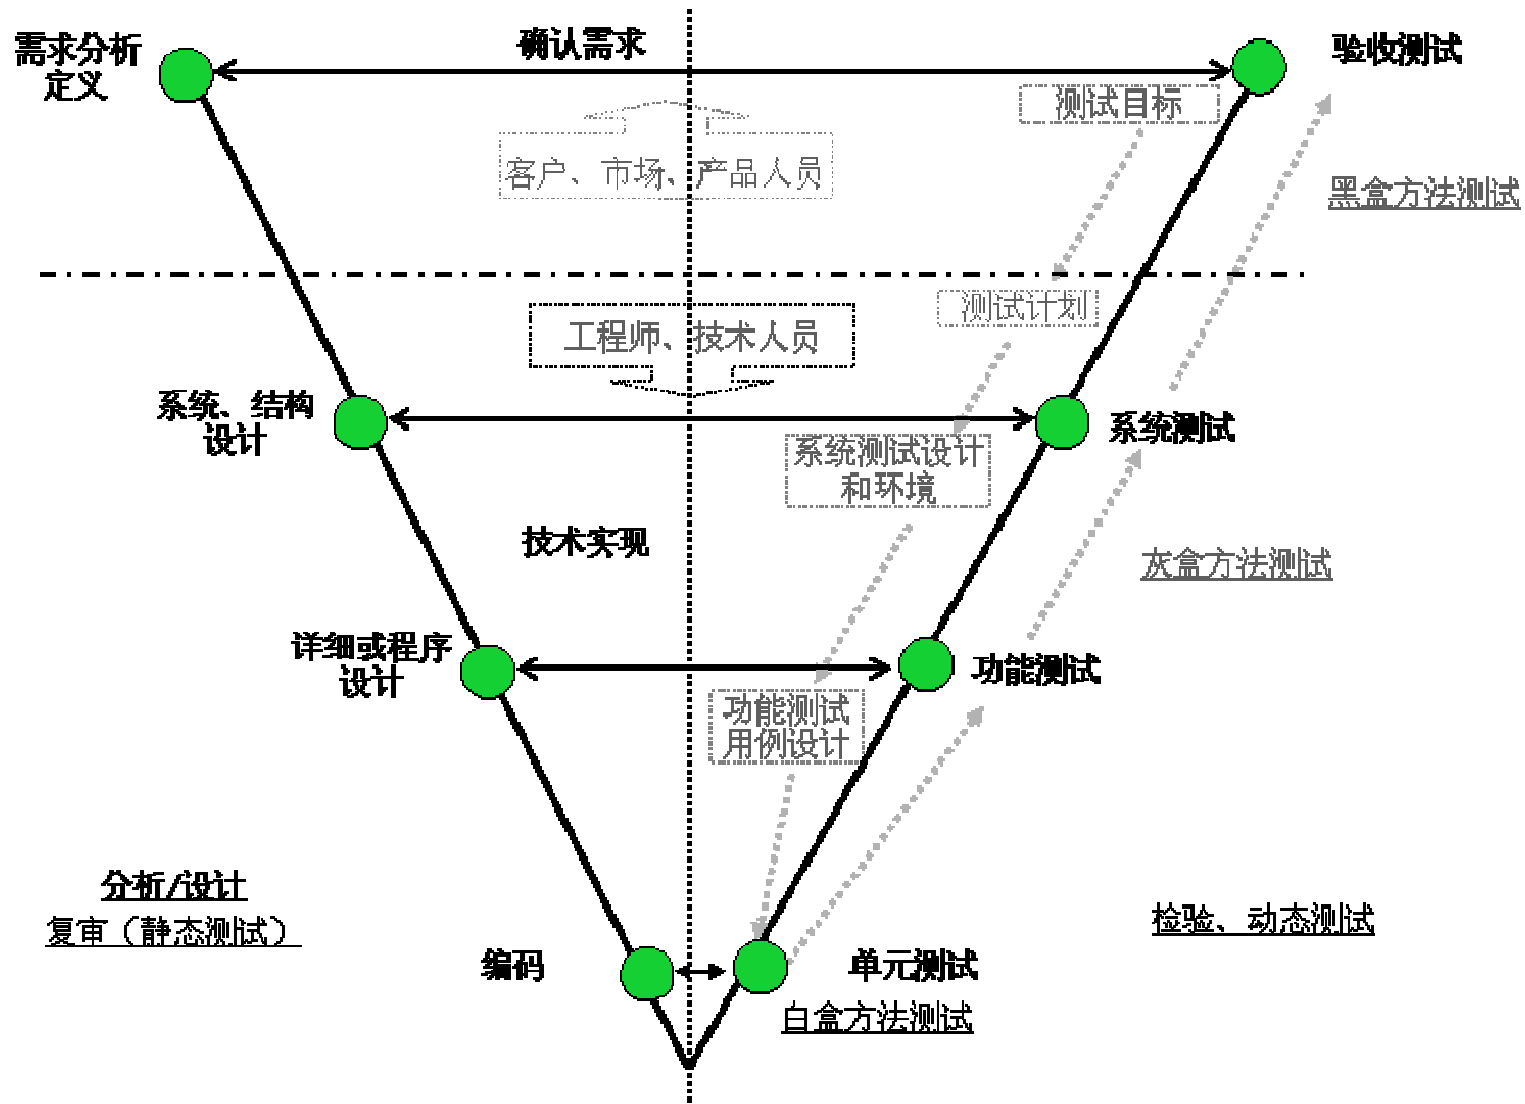 需求分析
定义
确认需求
验收测试
测试目标
客户、市场、产品人员
黑盒方法测试
测试计划
工程师、技术人员
系统、结构
设计
系统测试
系统测试设计
和环境
技术实现
灰盒方法测试
详细或程序
设计
功能测试
功能测试
用例设计
分析/设计
复审（静态测试）
检验、动态测试
编码
单元测试
白盒方法测试